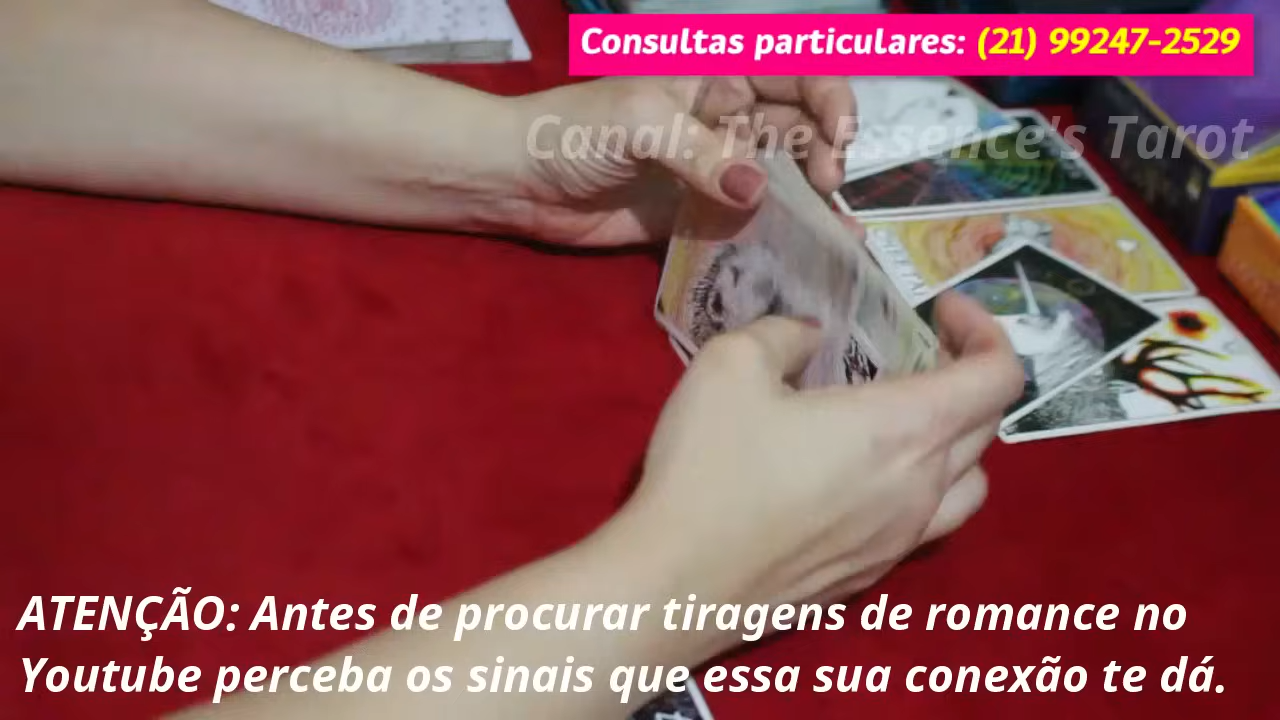 Consultas particulares: (21) 99247-2529
Canal: The Essence's Tarot
ATENÇÃO: Antes de procurar tiragens de romance no
Youtube perceba os sinais que essa sua conexão te dá.